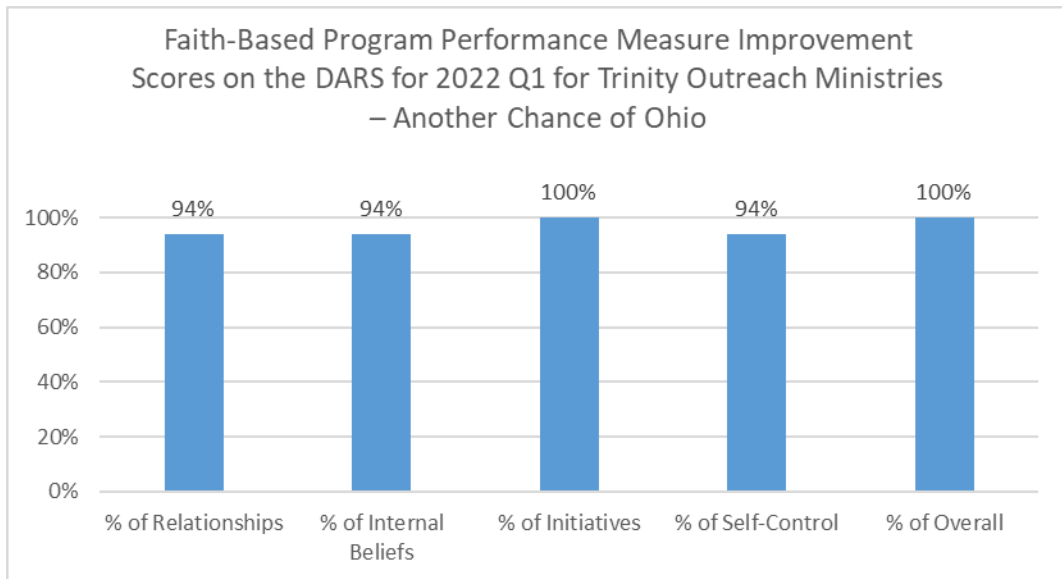 Faith-Based Program Performance Measure Improvement
Scores on the DARS for 2022 Q1 for Trinity Outreach Ministries
– Another Chance of Ohio
94%
94%
100%
94%
100%
100%
80%
60%
40%
20%
0%
% of Relationships
% of Internal
Beliefs
% of Initiatives
% of Self-Control
% of Overall